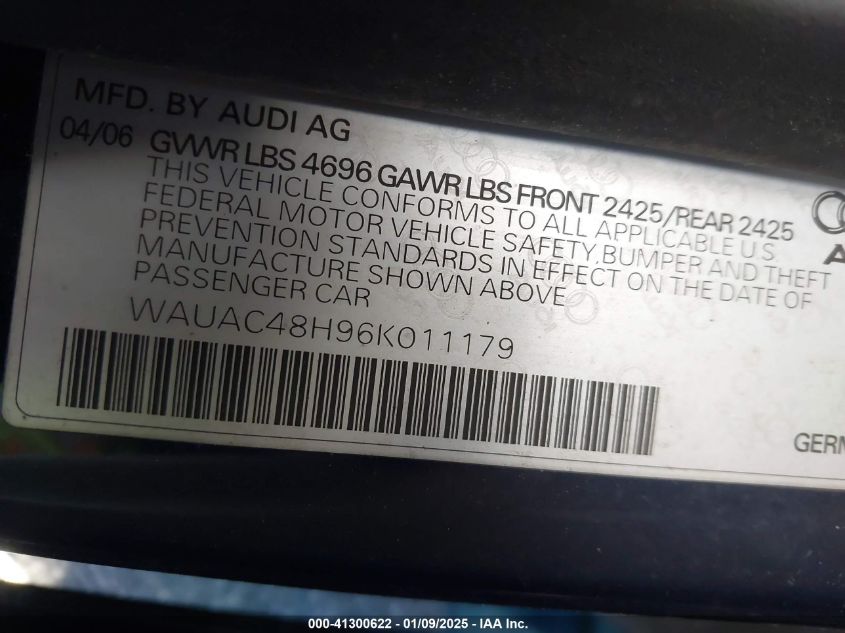 MFD. BY AUDI AG
04/06 GVWR LBS 4696 GAWR LBS FRONT 2425/REAR 2425
THIS VEHICLE CONFORMS TO ALL APPLICABLE U S
FEDERAL MOTOR VEHICLE SAFETY, BUMPER AND THEFT
PREVENTION STANDARDS IN EFFECT ON THE DATE OF
MANUFACTURE SHOWN ABOVE
PASSENGER CAR
WAUAC48H96K011179
000-41300622 - 01/09/2025 - IAA Inc.